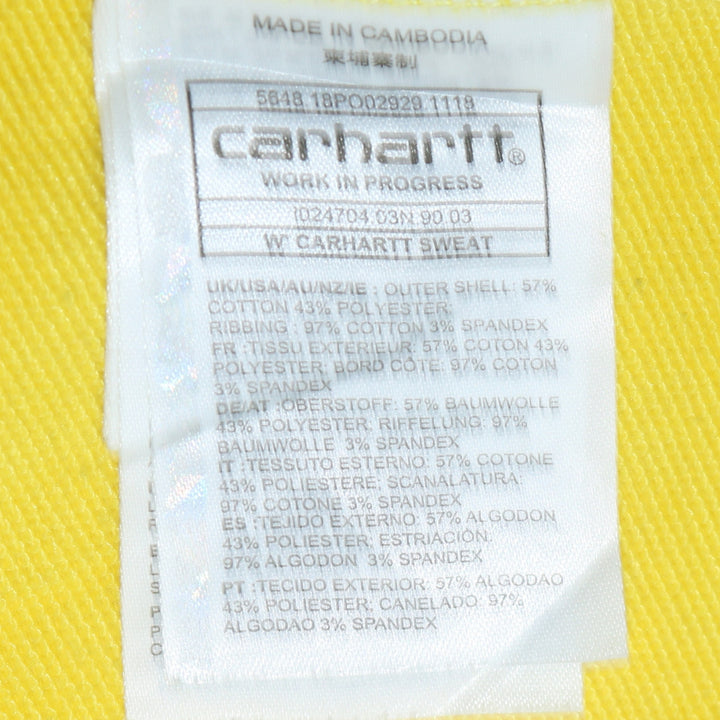 MADE IN CAMBODIA
柬埔寨制
5648 18PO02929 1118
carhartt®
WORK IN PROGRESS
I024704.03N.90.03
W' CARHARTT SWEAT
UK/USA/AU/NZ/IE : OUTER SHELL: 57%
COTTON 43% POLYESTER;
RIBBING : 97% COTTON 3% SPANDEX
FR :TISSU EXTERIEUR: 57% COTON 43%
POLYESTER; BORD CÔTE: 97% COTON
3% SPANDEX
DE/AT :OBERSTOFF: 57% BAUMWOLLE
43% POLYESTER; RIFFELUNG: 97%
BAUMWOLLE 3% SPANDEX
IT :TESSUTO ESTERNO: 57% COTONE
43% POLIESTERE; SCANALATURA:
97% COTONE 3% SPANDEX
ES :TEJIDO EXTERNO: 57% ALGODON
43% POLIESTER; ESTRIACIÓN:
97% ALGODON 3% SPANDEX
PT :TECIDO EXTERIOR: 57% ALGODAO
43% POLIESTER; CANELADO: 97%
ALGODAO 3% SPANDEX